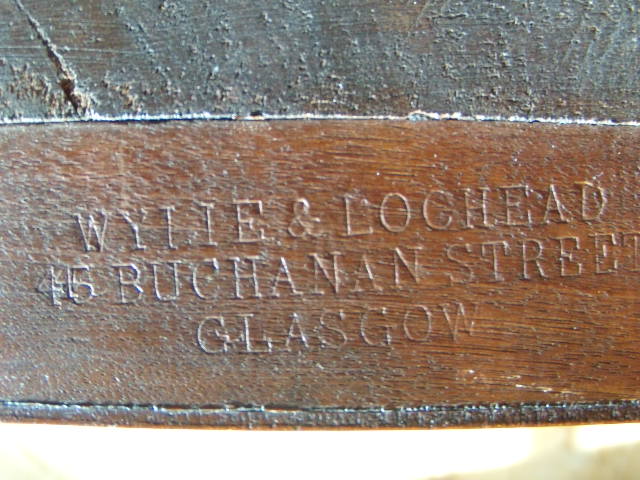 WYLIE & LOCHEAD
45 BUCHANAN STREET
GLASGOW